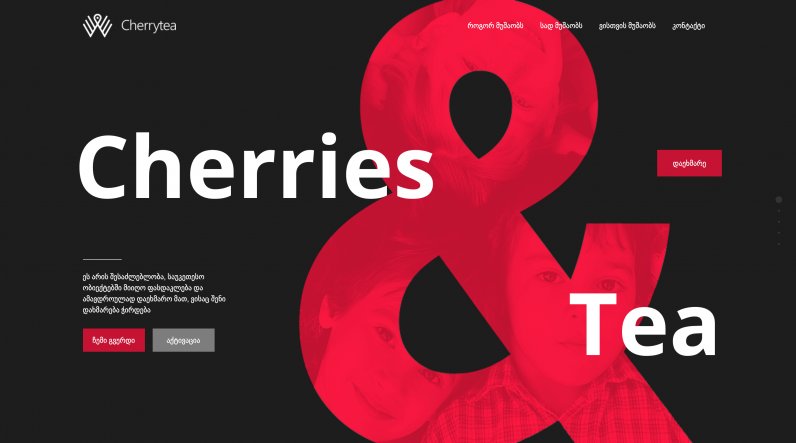 Cherrytea
როგორ მუშაობს
სად მუშაობს
ვისთვის მუშაობს
კონტაქტი
Cherries
&
დაეხმარე
ეს არის შესაძლებლობა, საუკეთესო
ობიექტებში მიიღო ფასდაკლება და
ამავდროულად დაეხმარო მათ, ვისაც შენი
დახმარება ჭირდება
Tea
ჩემი გვერდი
აქტივაცია